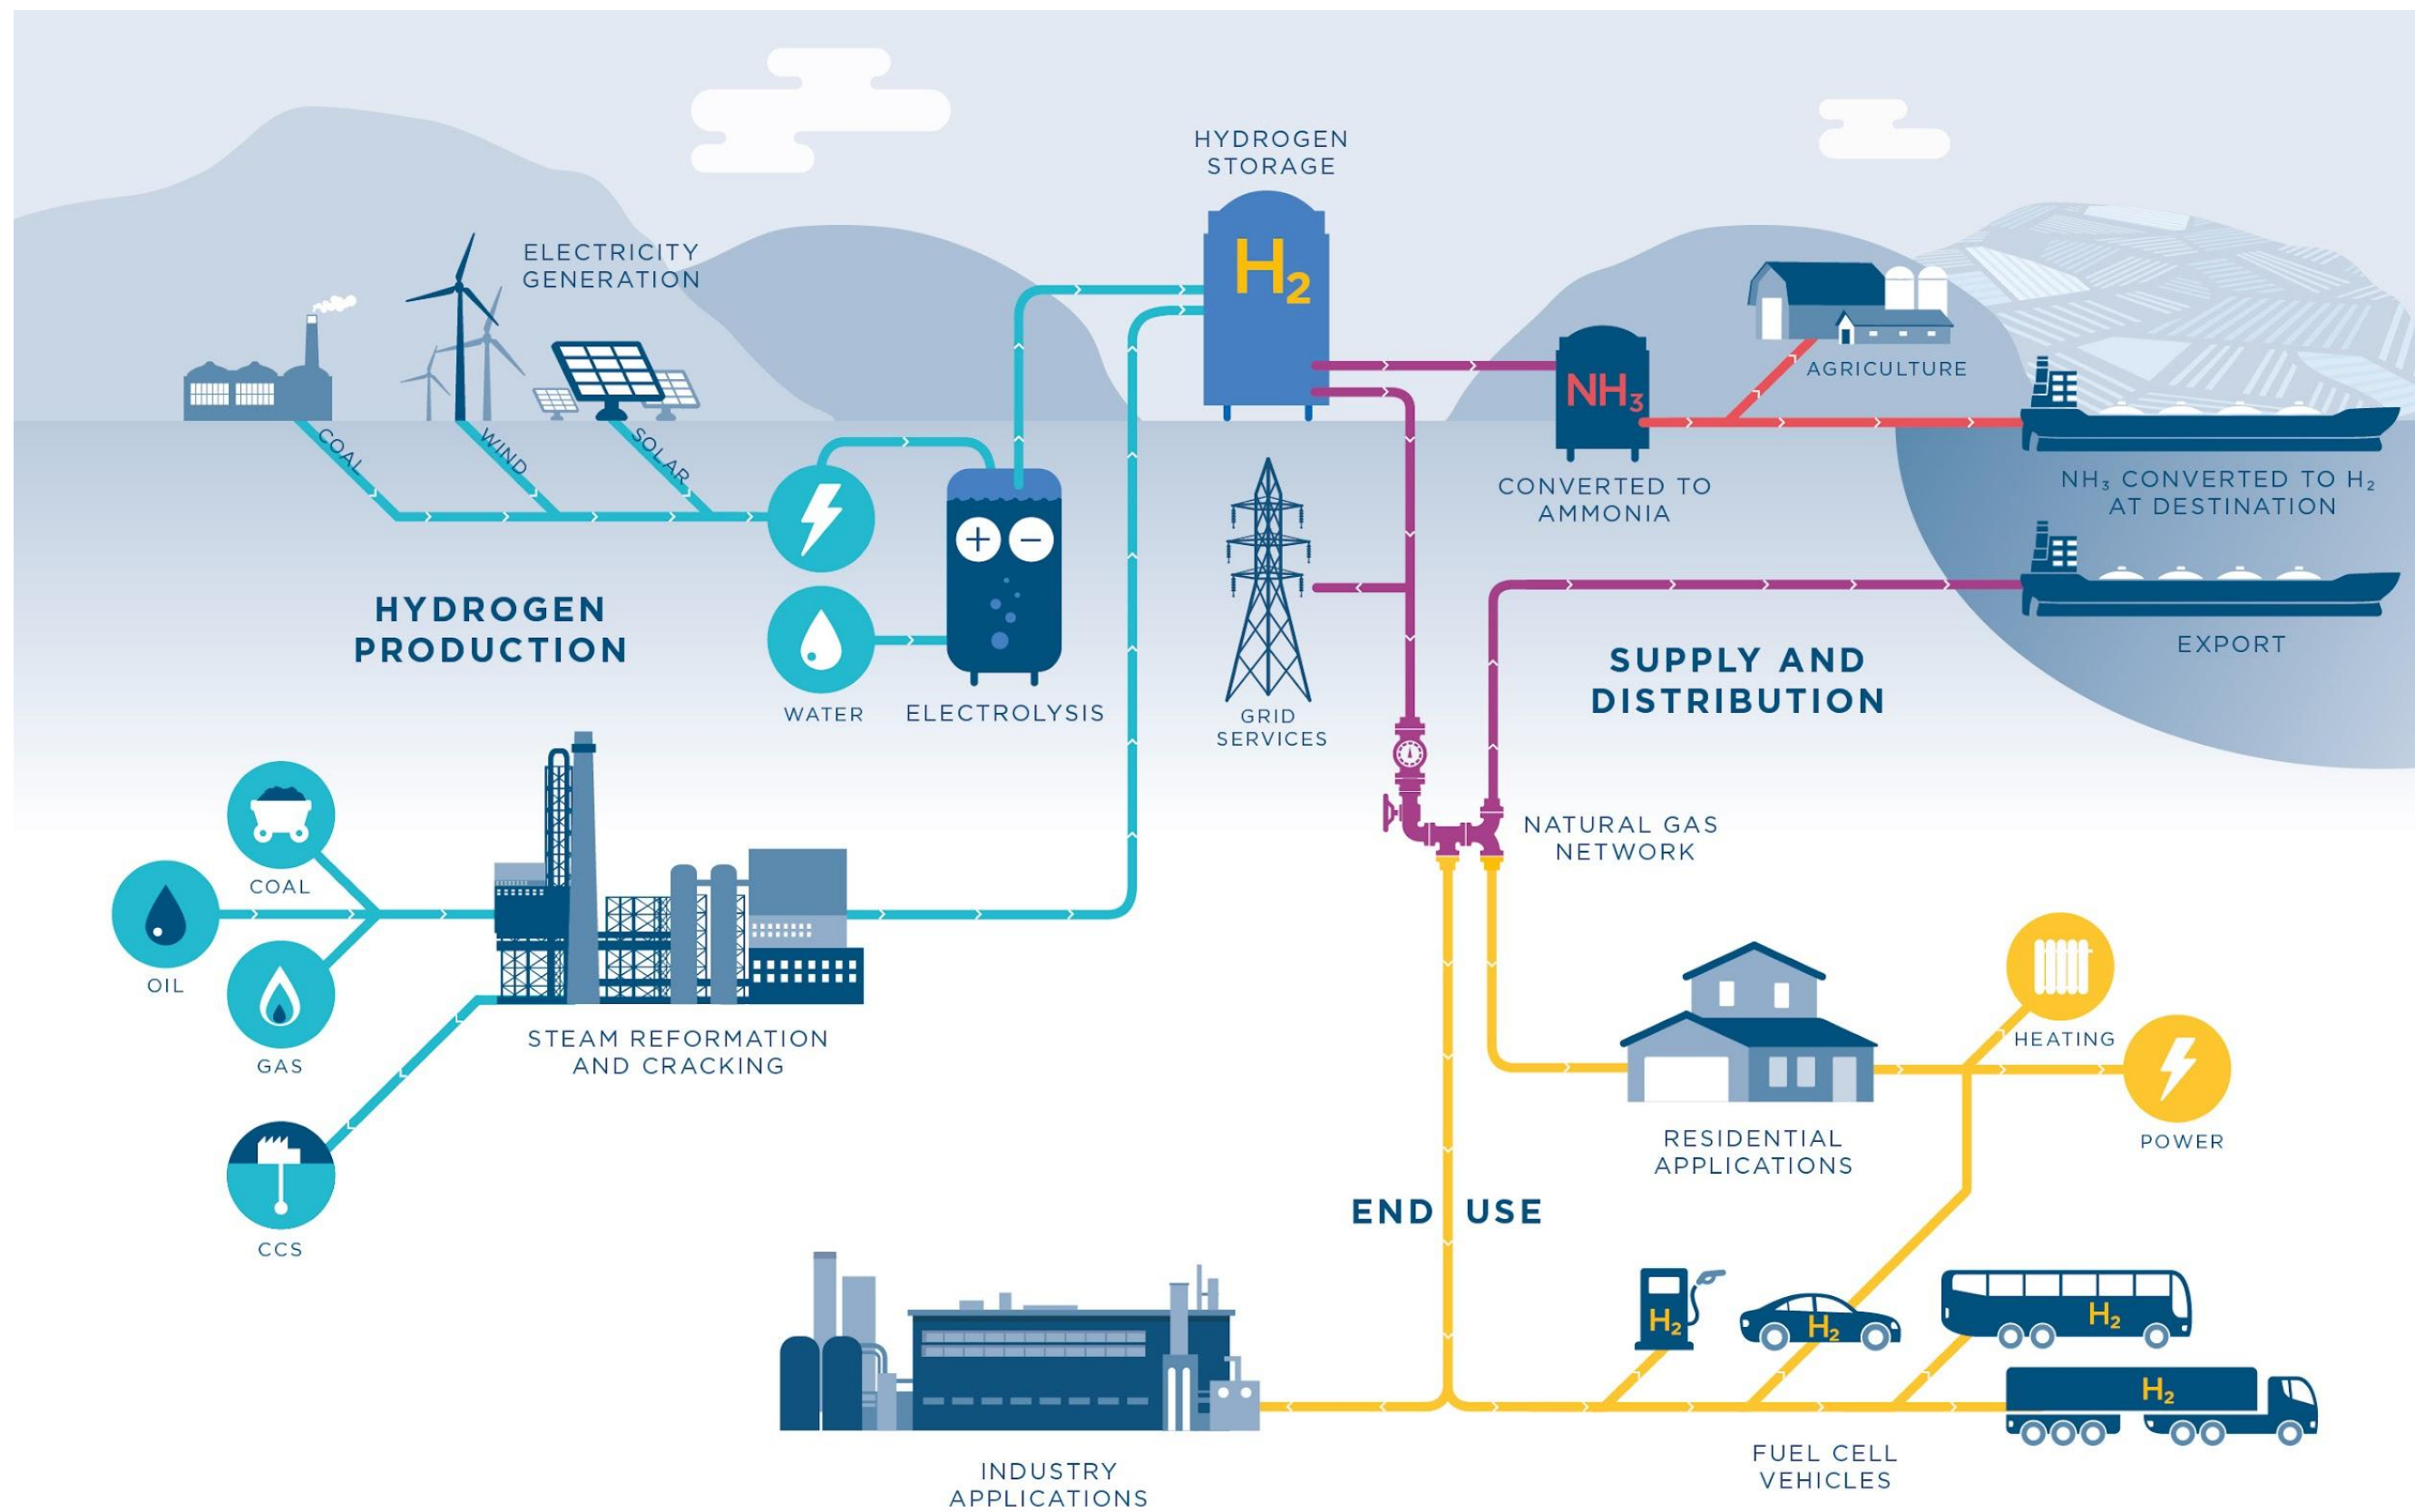 HYDROGEN
STORAGE
H₂
ELECTRICITY
GENERATION
COAL
WIND
SOLAR
HYDROGEN
PRODUCTION
+ −
WATER
ELECTROLYSIS
NH₃
CONVERTED TO
AMMONIA
AGRICULTURE
NH₃ CONVERTED TO H₂
AT DESTINATION
EXPORT
GRID
SERVICES
SUPPLY AND
DISTRIBUTION
NATURAL GAS
NETWORK
COAL
OIL
GAS
CCS
STEAM REFORMATION
AND CRACKING
RESIDENTIAL
APPLICATIONS
HEATING
POWER
END USE
INDUSTRY
APPLICATIONS
H₂
H₂
H₂
H₂
FUEL CELL
VEHICLES